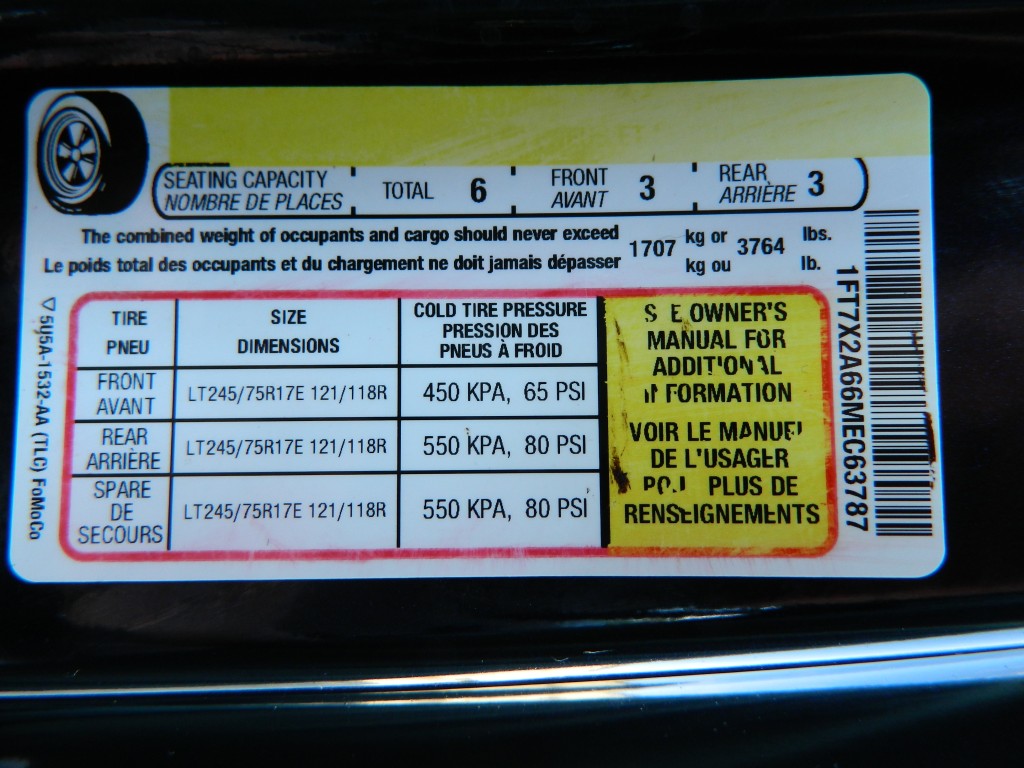 SEATING CAPACITY
NOMBRE DE PLACES
TOTAL 6
FRONT
AVANT 3
REAR
ARRIÈRE 3
The combined weight of occupants and cargo should never exceed 1707 kg or 3764 lbs.
Le poids total des occupants et du chargement ne doit jamais dépasser kg ou lb.
TIRE
PNEU
SIZE
DIMENSIONS
COLD TIRE PRESSURE
PRESSION DES
PNEUS À FROID
FRONT
AVANT
LT245/75R17E 121/118R
450 KPA, 65 PSI
REAR
ARRIÈRE
LT245/75R17E 121/118R
550 KPA, 80 PSI
SPARE
DE
SECOURS
LT245/75R17E 121/118R
550 KPA, 80 PSI
SEE OWNER'S
MANUAL FOR
ADDITIONAL
INFORMATION
VOIR LE MANUEL
DE L'USAGER
POUR PLUS DE
RENSEIGNEMENTS
1FT7X2A66MEC63787
5U5A-1532-AA (TLC) FoMoCo